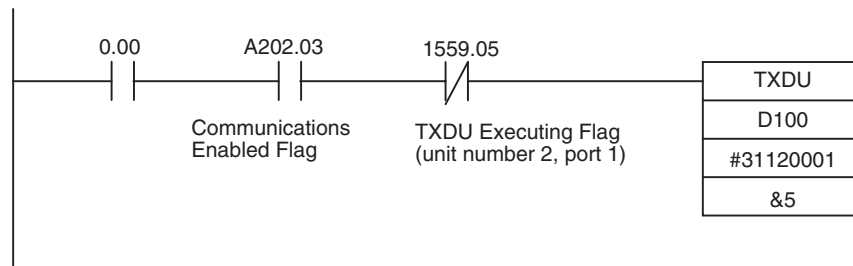 0.00 A202.03 1559.05
TXDU
D100
Communications
Enabled Flag
TXDU Executing Flag
(unit number 2, port 1)
#31120001
&5